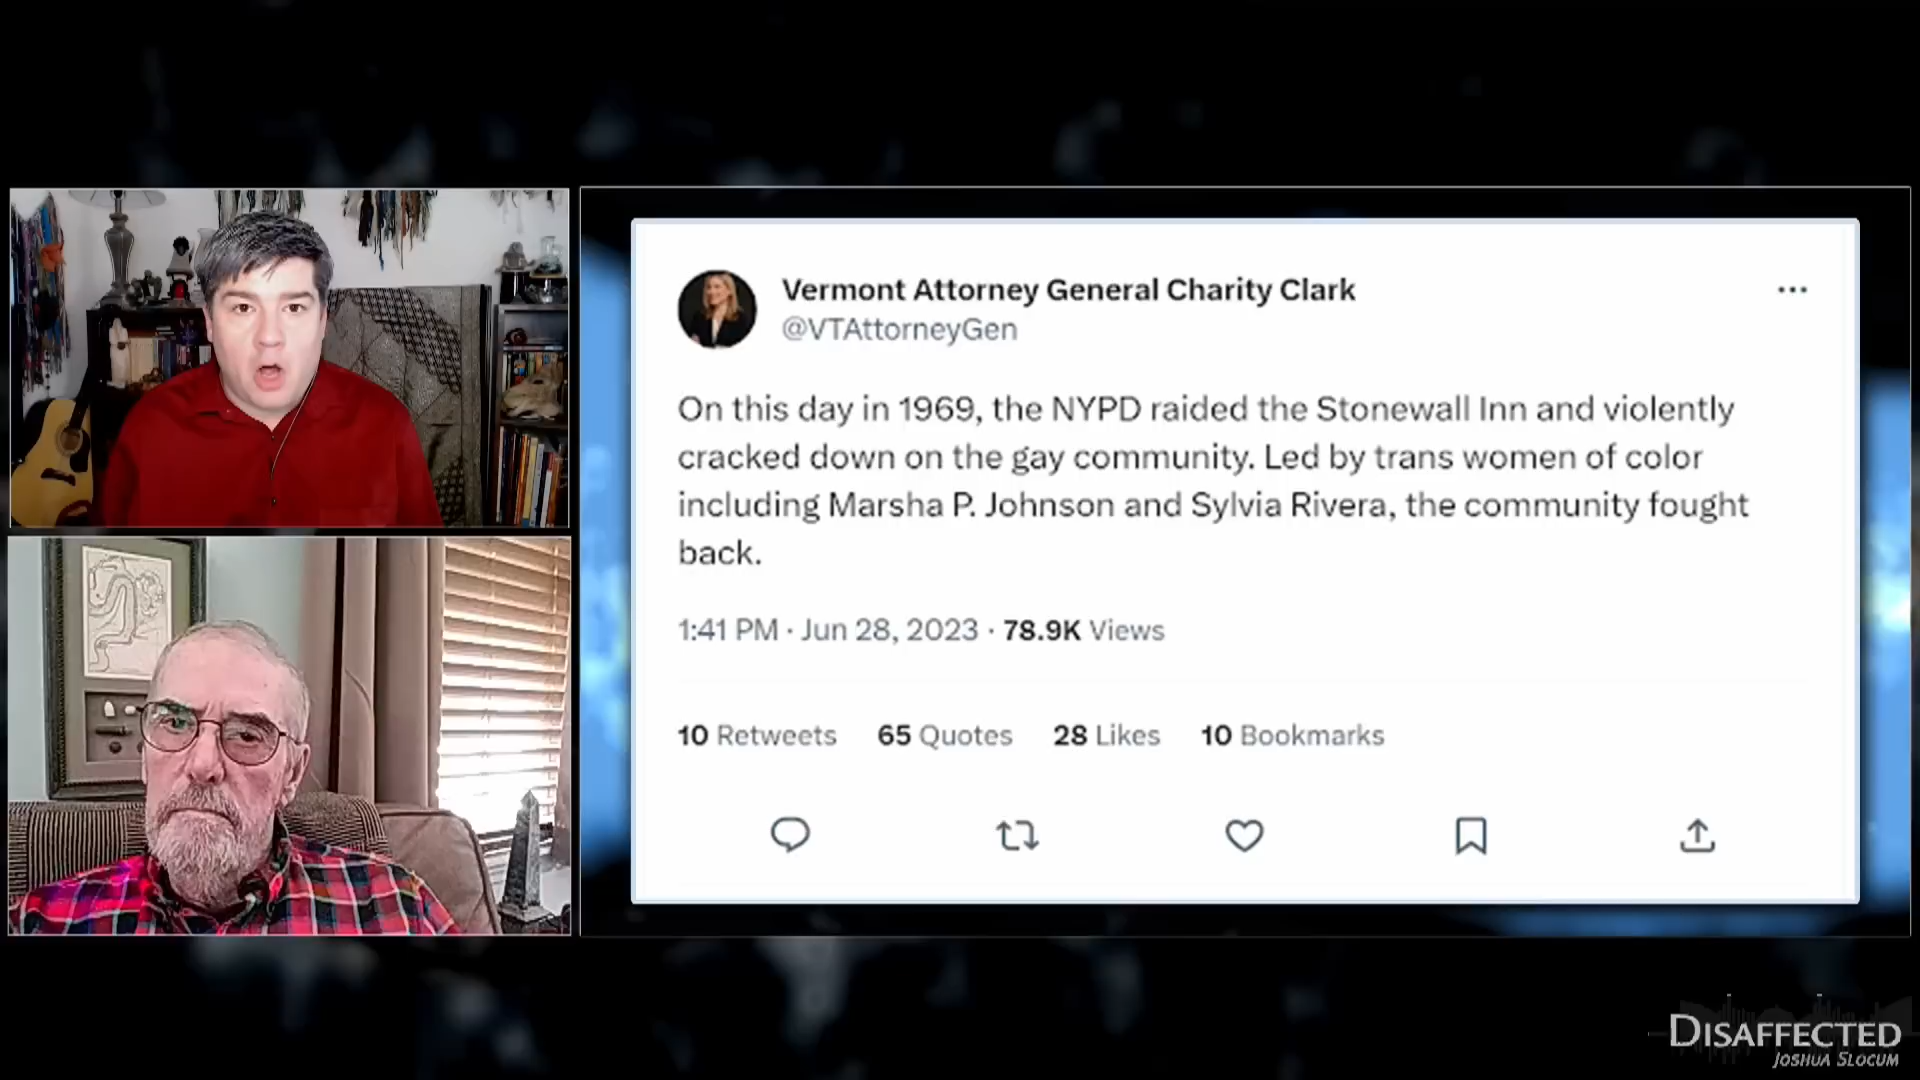 Vermont Attorney General Charity Clark
@VTAttorneyGen
On this day in 1969, the NYPD raided the Stonewall Inn and violently
cracked down on the gay community. Led by trans women of color
including Marsha P. Johnson and Sylvia Rivera, the community fought
back.
1:41 PM · Jun 28, 2023 · 78.9K Views
10 Retweets 65 Quotes 28 Likes 10 Bookmarks
DISAFFECTED
JOSHUA SLOCUM